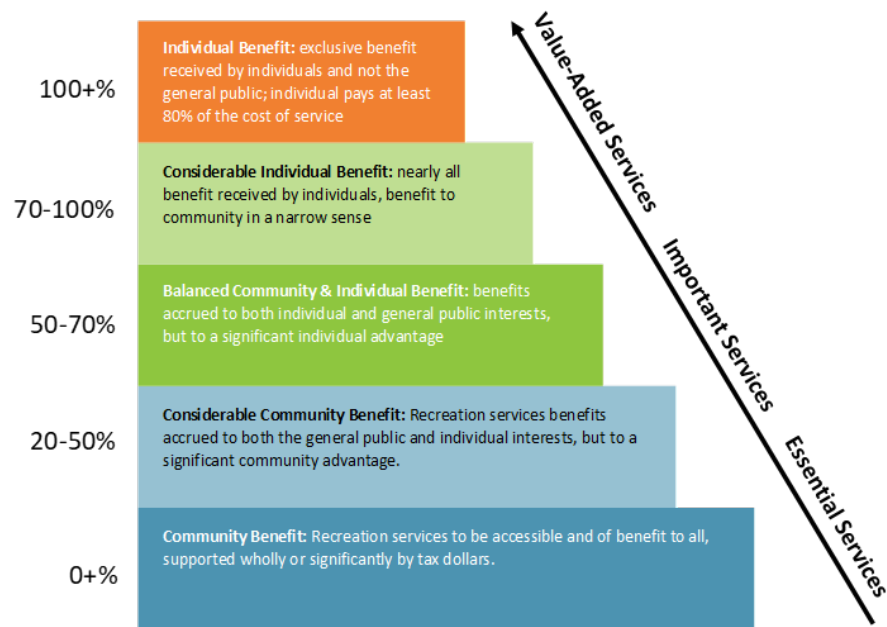 100+%
Individual Benefit: exclusive benefit
received by individuals and not the
general public; individual pays at least
80% of the cost of service
70-100%
Considerable Individual Benefit: nearly all
benefit received by individuals, benefit to
community in a narrow sense
50-70%
Balanced Community & Individual Benefit: benefits
accrued to both individual and general public interests,
but to a significant individual advantage
20-50%
Considerable Community Benefit: Recreation services benefits
accrued to both the general public and individual interests, but to a
significant community advantage.
0+%
Community Benefit: Recreation services to be accessible and of benefit to all,
supported wholly or significantly by tax dollars.
Value-Added Services
Important Services
Essential Services